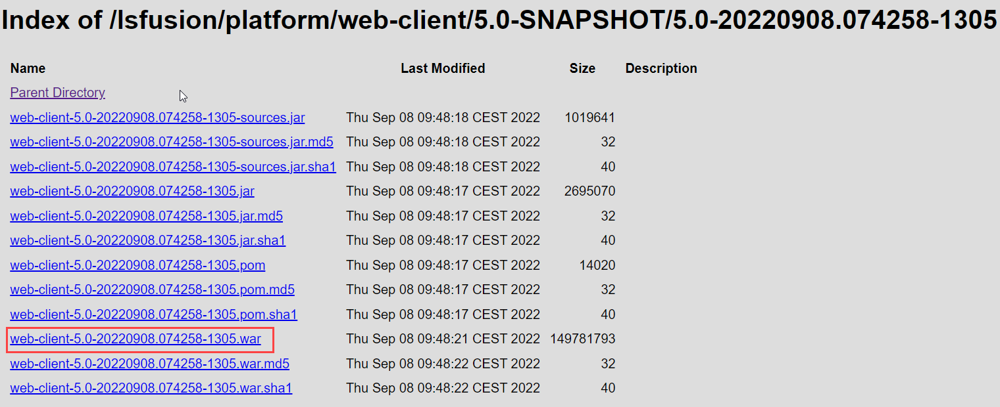 Index of /lsfusion/platform/web-client/5.0-SNAPSHOT/5.0-20220908.074258-1305
Name Last Modified Size Description
Parent Directory
web-client-5.0-20220908.074258-1305-sources.jar Thu Sep 08 09:48:18 CEST 2022 1019641
web-client-5.0-20220908.074258-1305-sources.jar.md5 Thu Sep 08 09:48:18 CEST 2022 32
web-client-5.0-20220908.074258-1305-sources.jar.sha1 Thu Sep 08 09:48:18 CEST 2022 40
web-client-5.0-20220908.074258-1305.jar Thu Sep 08 09:48:17 CEST 2022 2695070
web-client-5.0-20220908.074258-1305.jar.md5 Thu Sep 08 09:48:17 CEST 2022 32
web-client-5.0-20220908.074258-1305.jar.sha1 Thu Sep 08 09:48:17 CEST 2022 40
web-client-5.0-20220908.074258-1305.pom Thu Sep 08 09:48:17 CEST 2022 14020
web-client-5.0-20220908.074258-1305.pom.md5 Thu Sep 08 09:48:17 CEST 2022 32
web-client-5.0-20220908.074258-1305.pom.sha1 Thu Sep 08 09:48:17 CEST 2022 40
web-client-5.0-20220908.074258-1305.war Thu Sep 08 09:48:21 CEST 2022 149781793
web-client-5.0-20220908.074258-1305.war.md5 Thu Sep 08 09:48:22 CEST 2022 32
web-client-5.0-20220908.074258-1305.war.sha1 Thu Sep 08 09:48:22 CEST 2022 40